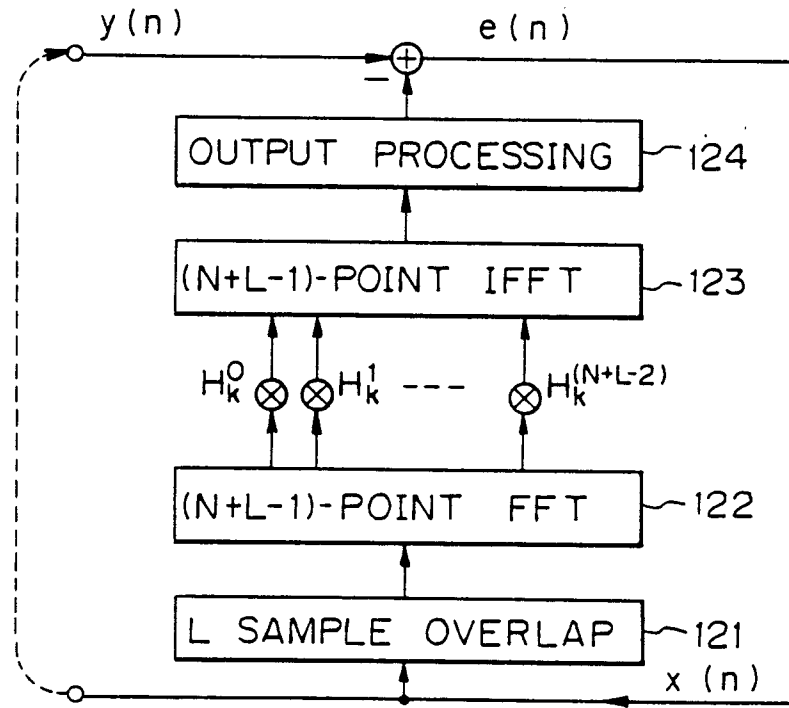 y(n) e(n)
−
OUTPUT PROCESSING 124
(N+L-1)-POINT IFFT 123
H_k^0 H_k^1 --- H_k^(N+L-2)
(N+L-1)-POINT FFT 122
L SAMPLE OVERLAP 121
x (n)